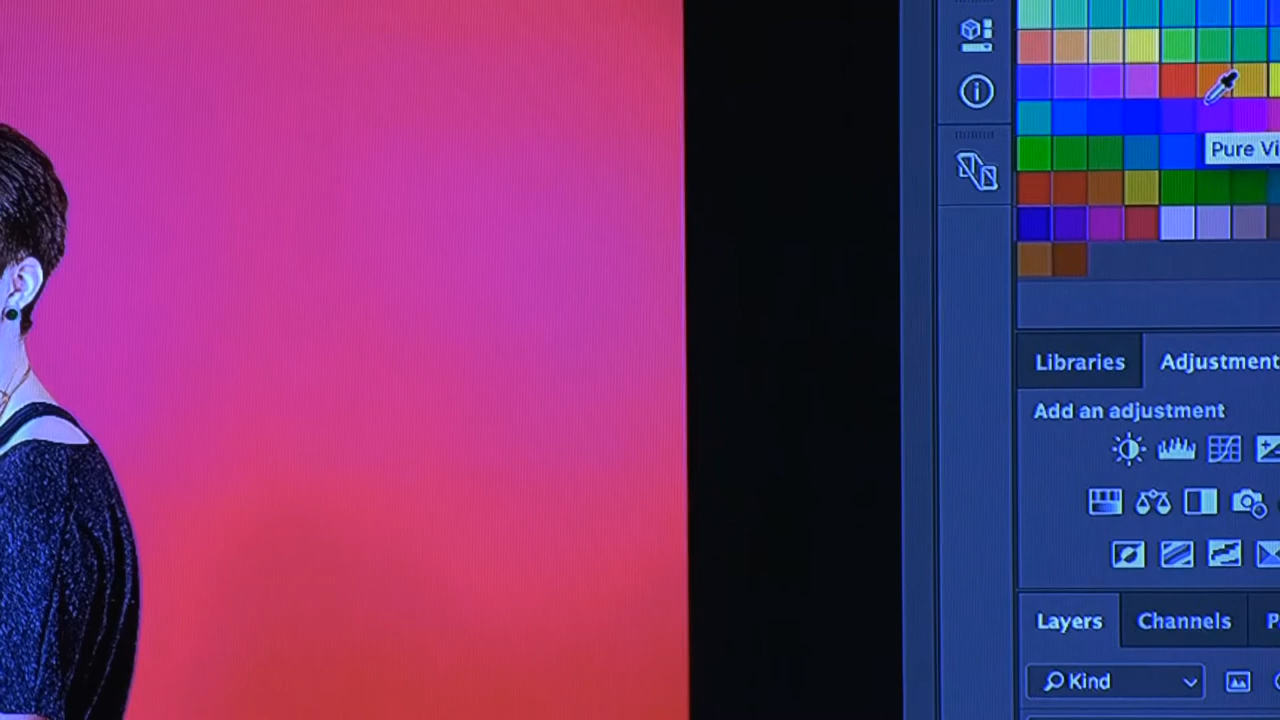 Pure Vi
Libraries
Adjustment
Add an adjustment
Layers
Channels
P
Kind